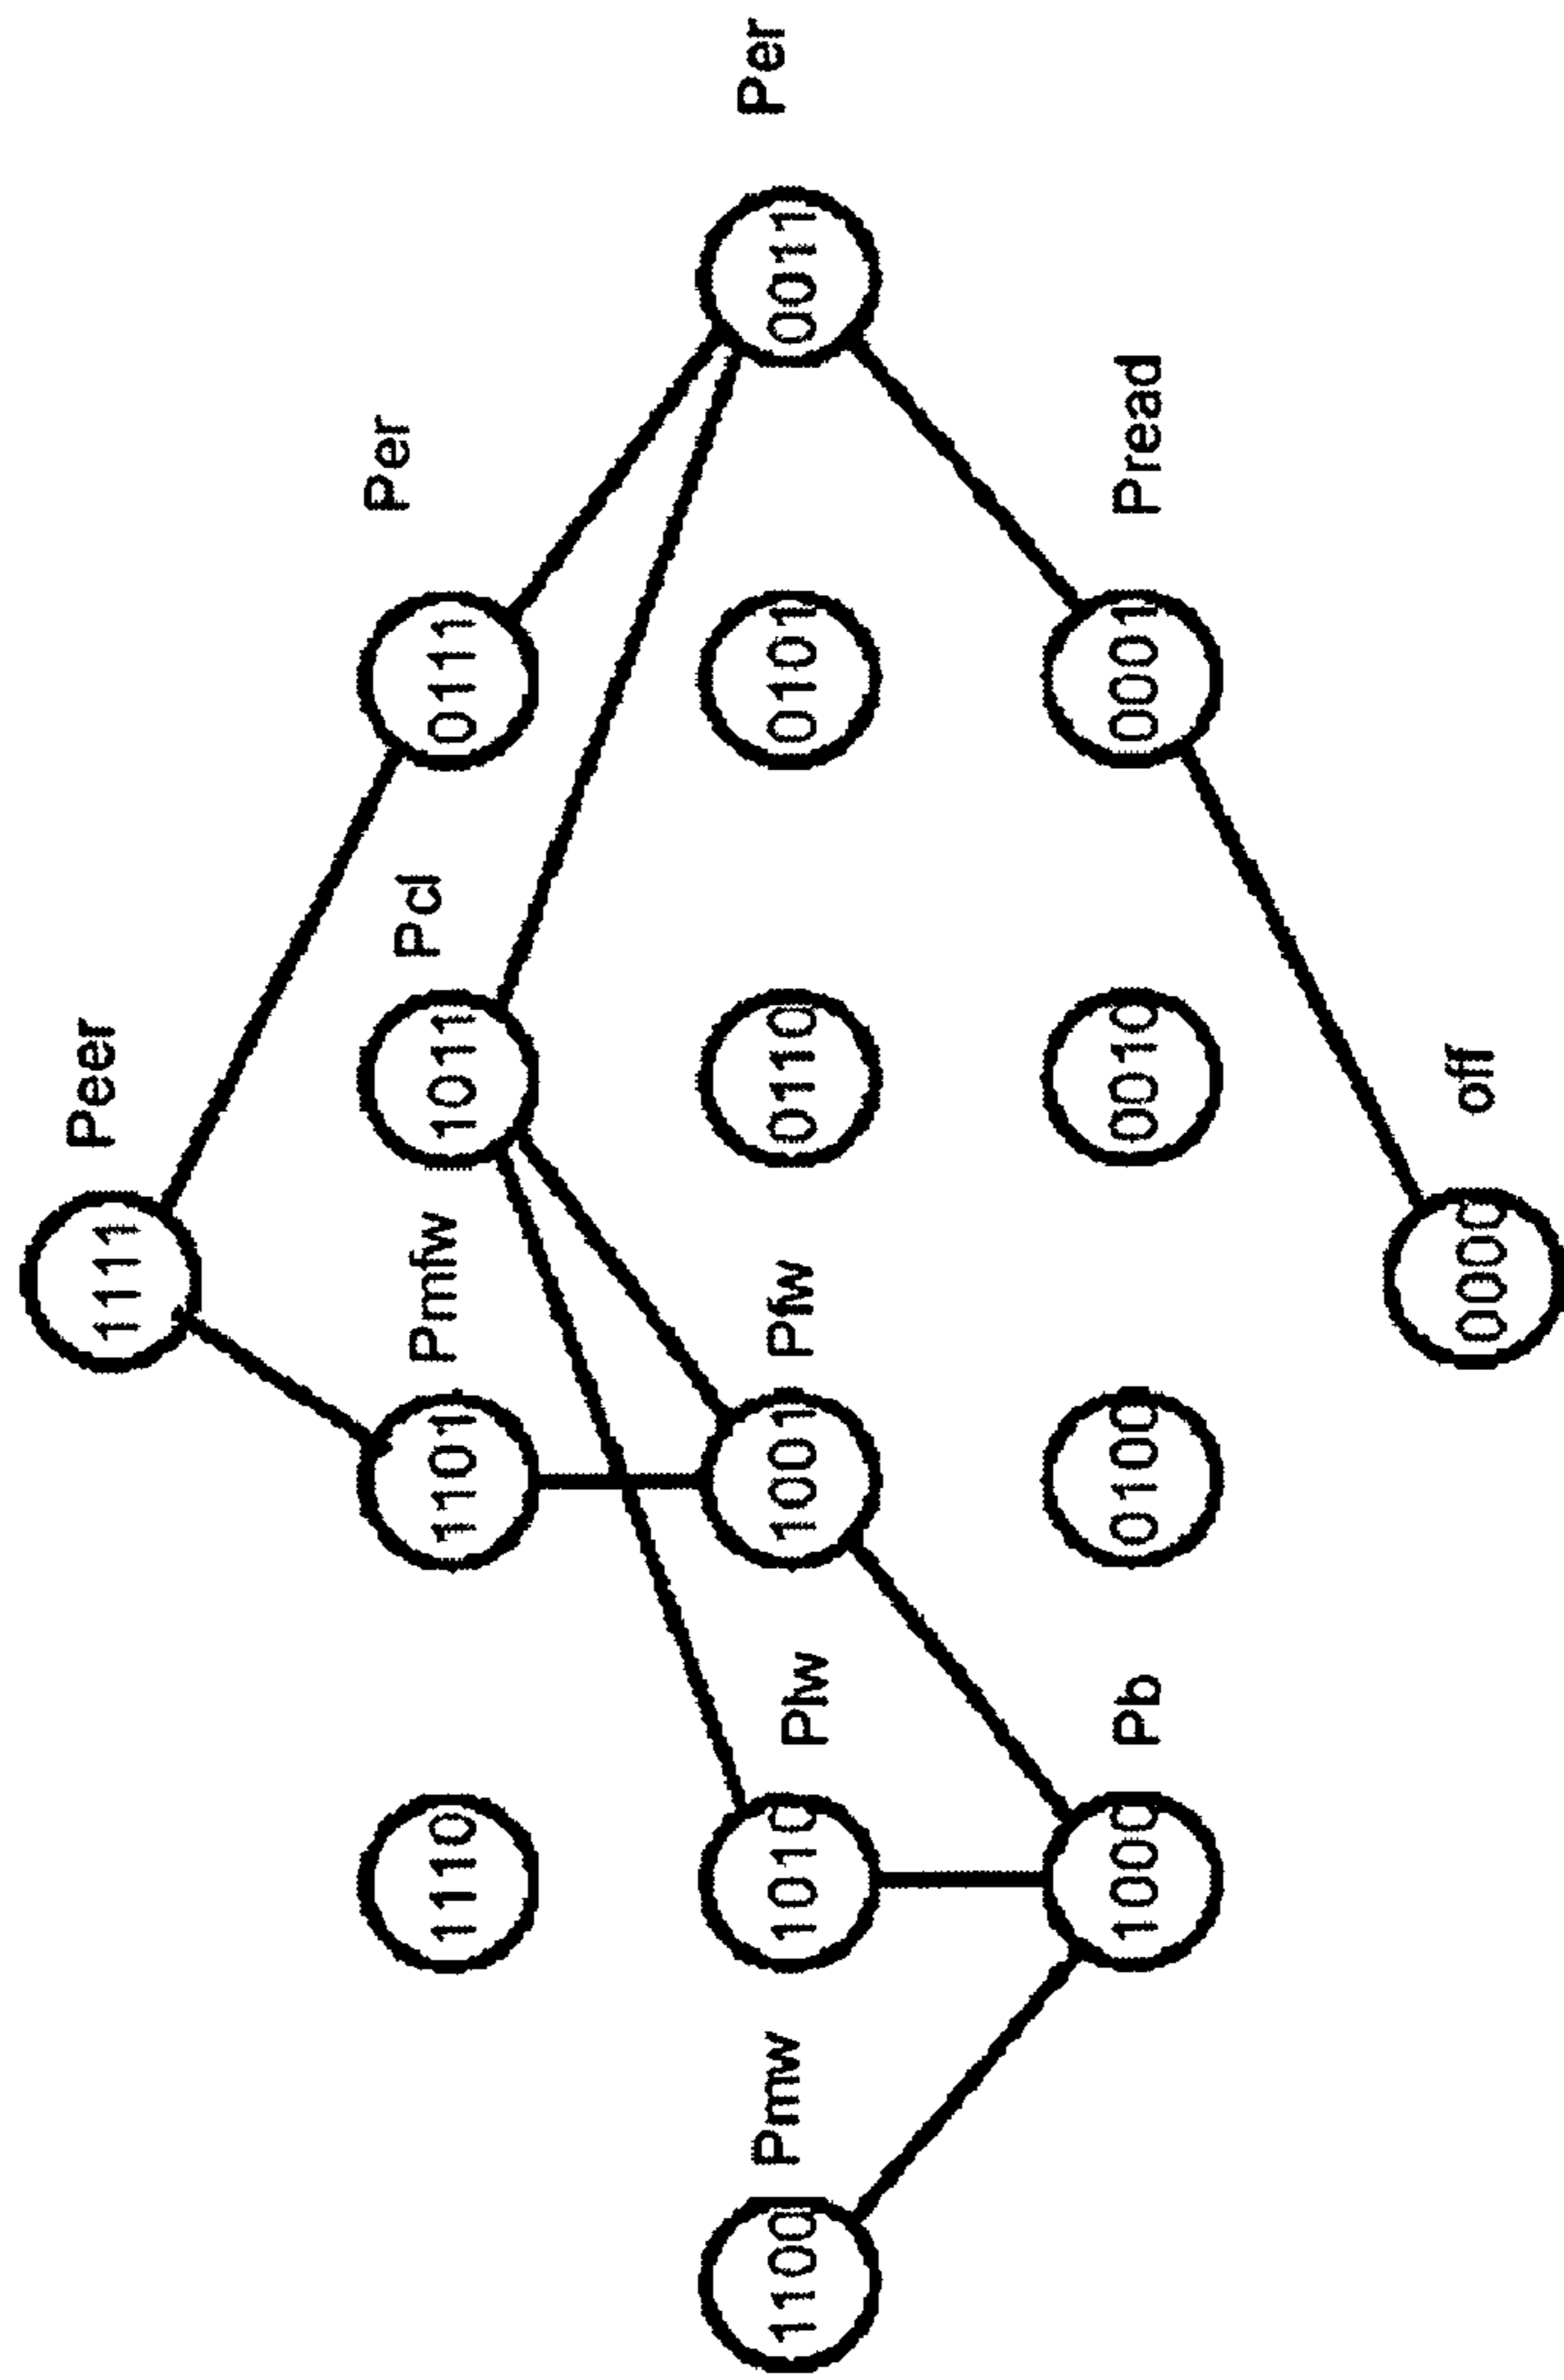 Peer
1111
Pmfw Pcl Per
1110 1101 1011 0111
Pmw Plw Pfw Per
1100 1010 1001 0110 0101 0011
Pb Pread
1000 0100 0010 0001
off
0000